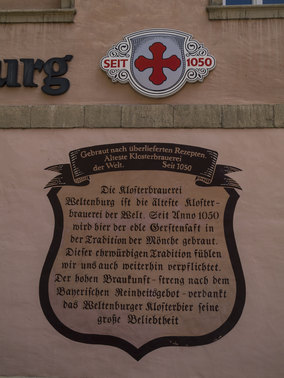 urg
SEIT 1050
Gebraut nach überlieferten Rezepten.
Älteste Klosterbrauerei
der Welt. Seit 1050
Die Klosterbrauerei
Weltenburg ist die älteste Kloster-
brauerei der Welt. Seit Anno 1050
wird hier der edle Gerstensaft in
der Tradition der Mönche gebraut.
Dieser ehrwürdigen Tradition fühlen
wir uns auch weiterhin verpflichtet.
Der hohen Braukunst - streng nach dem
Bayerischen Reinheitsgebot - verdankt
das Weltenburger Klosterbier seine
große Beliebtheit